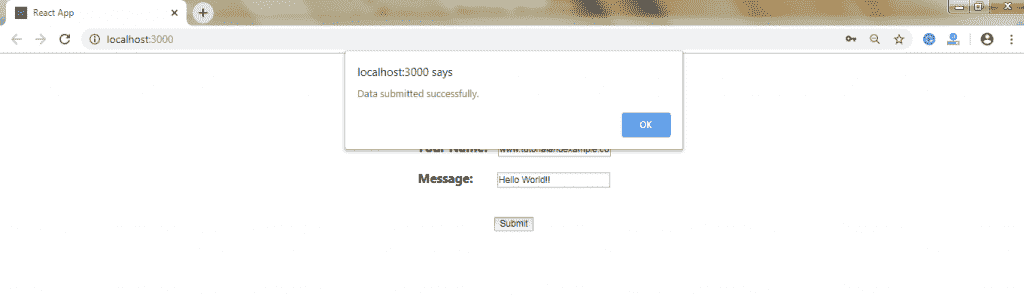 React App
localhost:3000
localhost:3000 says
Data submitted successfully.
OK
Your Name: www.tutorialandexample.co
Message: Hello World!!
Submit